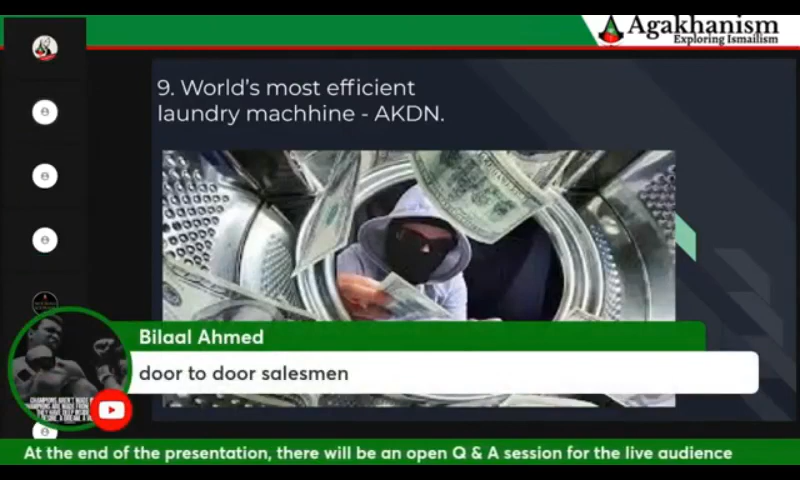 Agakhanism
Exploring Ismailism
9. World's most efficient
laundry machhine - AKDN.
Bilaal Ahmed
door to door salesmen
At the end of the presentation, there will be an open Q & A session for the live audience